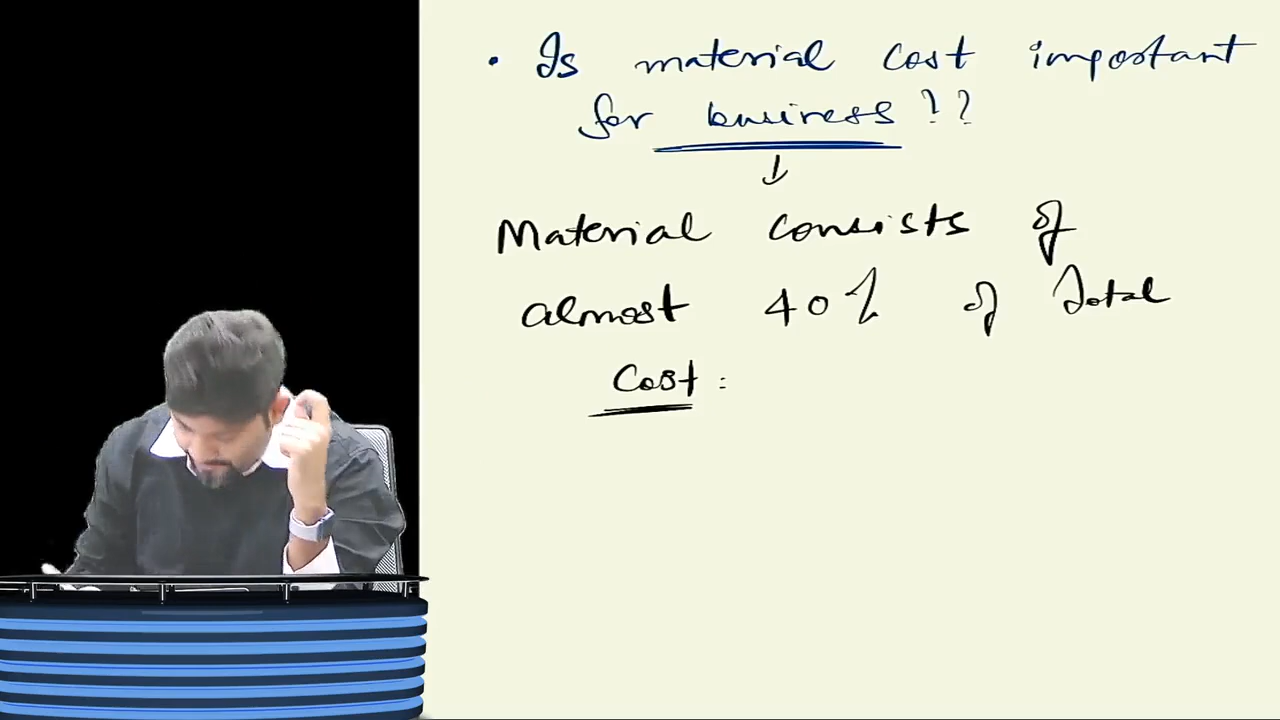 • Is material cost important
for business ??
↓
Material consists of
almost 40% of Total
Cost :